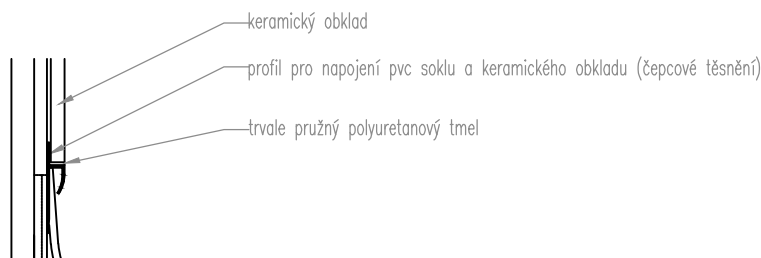 keramický obklad
profil pro napojení pvc soklu a keramického obkladu (čepcové těsnění)
trvale pružný polyuretanový tmel